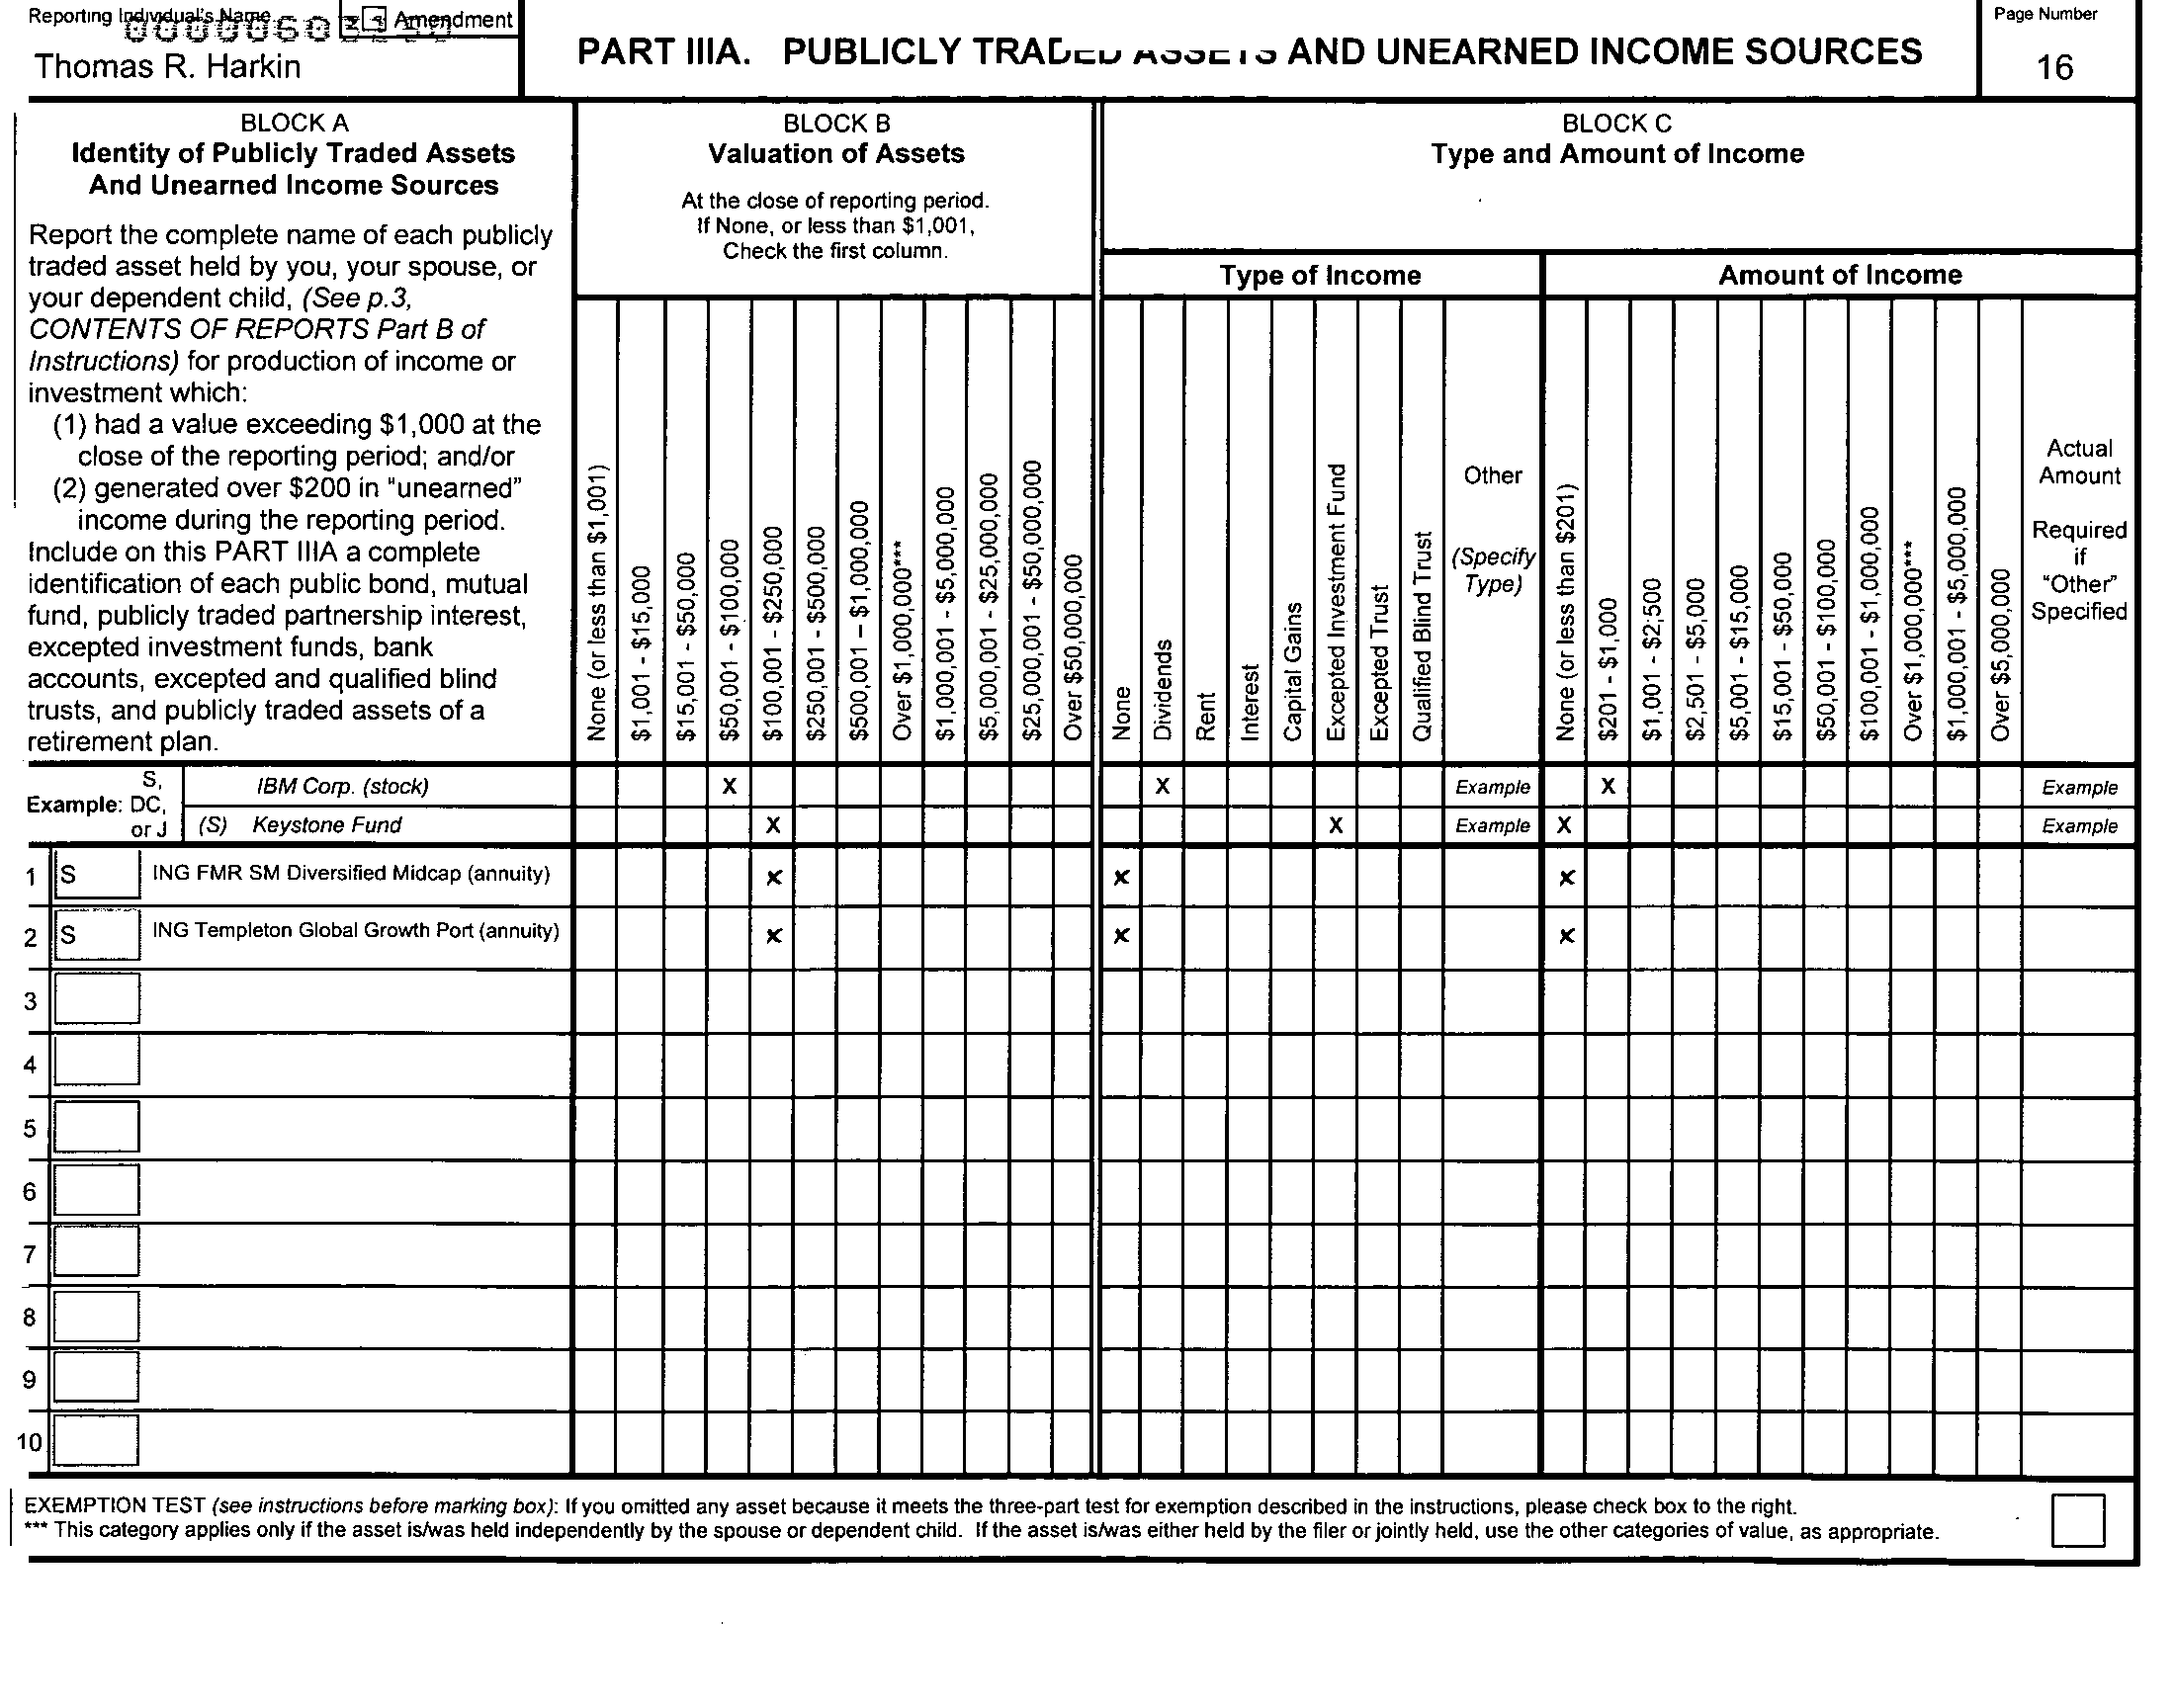 Reporting Individual's Name
Amendment
Thomas R. Harkin
PART IIIA. PUBLICLY TRADED ASSETS AND UNEARNED INCOME SOURCES
Page Number
16
BLOCK A
Identity of Publicly Traded Assets
And Unearned Income Sources
Report the complete name of each publicly
traded asset held by you, your spouse, or
your dependent child, (See p.3,
CONTENTS OF REPORTS Part B of
Instructions) for production of income or
investment which:
(1) had a value exceeding $1,000 at the
close of the reporting period; and/or
(2) generated over $200 in "unearned"
income during the reporting period.
Include on this PART IIIA a complete
identification of each public bond, mutual
fund, publicly traded partnership interest,
excepted investment funds, bank
accounts, excepted and qualified blind
trusts, and publicly traded assets of a
retirement plan.
BLOCK B
Valuation of Assets
At the close of reporting period.
If None, or less than $1,001,
Check the first column.
None (or less than $1,001)
$1,001 - $15,000
$15,001 - $50,000
$50,001 - $100,000
$100,001 - $250,000
$250,001 - $500,000
$500,001 – $1,000,000
Over $1,000,000***
$1,000,001 - $5,000,000
$5,000,001 - $25,000,000
$25,000,001 - $50,000,000
Over $50,000,000
BLOCK C
Type and Amount of Income
Type of Income
None
Dividends
Rent
Interest
Capital Gains
Excepted Investment Fund
Excepted Trust
Qualified Blind Trust
Other
(Specify
Type)
Amount of Income
None (or less than $201)
$201 - $1,000
$1,001 - $2,500
$2,501 - $5,000
$5,001 - $15,000
$15,001 - $50,000
$50,001 - $100,000
$100,001 - $1,000,000
Over $1,000,000***
$1,000,001 - $5,000,000
Over $5,000,000
Actual
Amount
Required
if
"Other"
Specified
Example:
S,
DC,
or J
IBM Corp. (stock) X X Example X Example
(S) Keystone Fund X X Example X Example
1 S ING FMR SM Diversified Midcap (annuity) x x x
2 S ING Templeton Global Growth Port (annuity) x x x
3
4
5
6
7
8
9
10
EXEMPTION TEST (see instructions before marking box): If you omitted any asset because it meets the three-part test for exemption described in the instructions, please check box to the right.
*** This category applies only if the asset is/was held independently by the spouse or dependent child. If the asset is/was either held by the filer or jointly held, use the other categories of value, as appropriate.